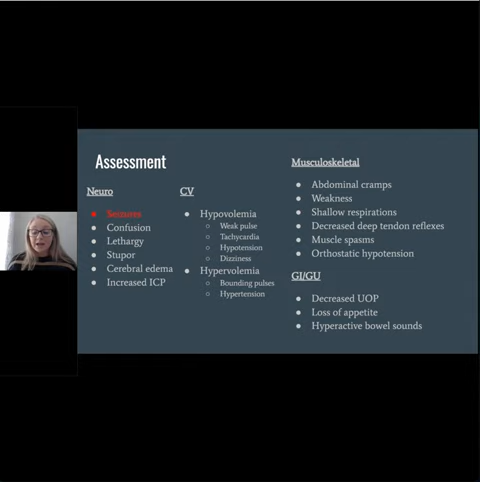 Assessment
Neuro
Seizures
Confusion
Lethargy
Stupor
Cerebral edema
Increased ICP
CV
Hypovolemia
Weak pulse
Tachycardia
Hypotension
Dizziness
Hypervolemia
Bounding pulses
Hypertension
Musculoskeletal
Abdominal cramps
Weakness
Shallow respirations
Decreased deep tendon reflexes
Muscle spasms
Orthostatic hypotension
GI/GU
Decreased UOP
Loss of appetite
Hyperactive bowel sounds